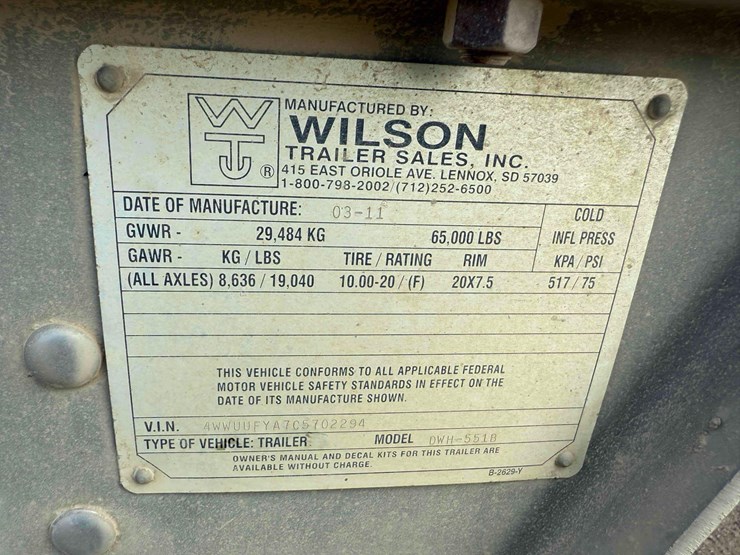 WT
®
MANUFACTURED BY:
WILSON
TRAILER SALES, INC.
415 EAST ORIOLE AVE. LENNOX, SD 57039
1-800-798-2002/(712)252-6500
DATE OF MANUFACTURE: 03-11
COLD
INFL PRESS
KPA / PSI
GVWR - 29,484 KG 65,000 LBS
GAWR - KG / LBS TIRE / RATING RIM
(ALL AXLES) 8,636 / 19,040 10.00-20 / (F) 20X7.5 517 / 75
THIS VEHICLE CONFORMS TO ALL APPLICABLE FEDERAL
MOTOR VEHICLE SAFETY STANDARDS IN EFFECT ON THE
DATE OF ITS MANUFACTURE SHOWN.
V.I.N. 4WWUUFYA7C5702294
TYPE OF VEHICLE: TRAILER MODEL DWH-551B
OWNER'S MANUAL AND DECAL KITS FOR THIS TRAILER ARE
AVAILABLE WITHOUT CHARGE.
B-2629-Y